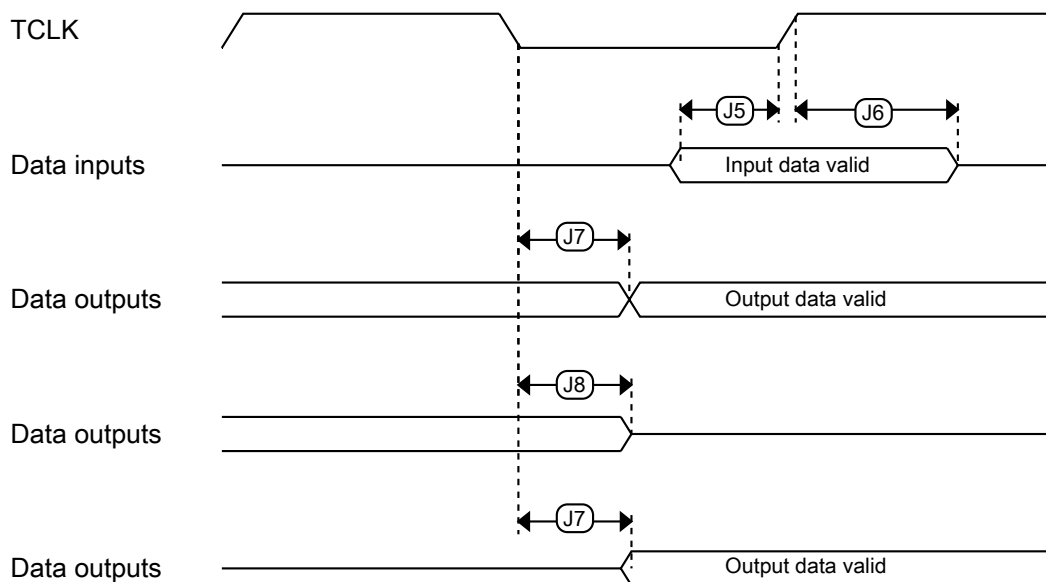 TCLK
J5
J6
Data inputs
Input data valid
J7
Data outputs
Output data valid
J8
Data outputs
J7
Data outputs
Output data valid